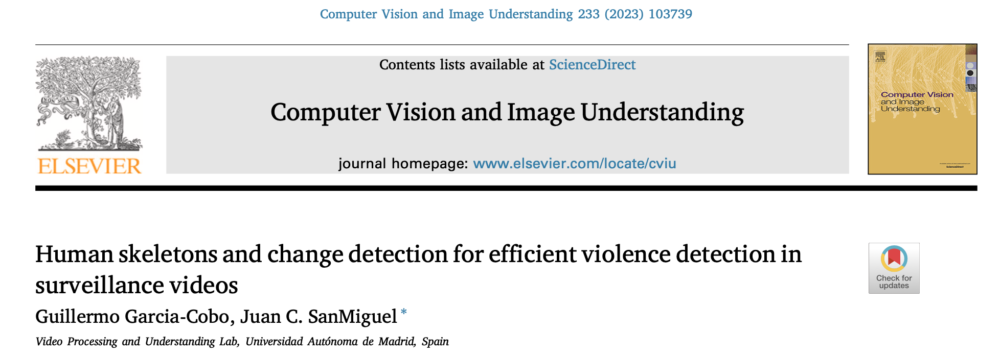 Computer Vision and Image Understanding 233 (2023) 103739
Contents lists available at ScienceDirect
Computer Vision and Image Understanding
journal homepage: www.elsevier.com/locate/cviu
NON SOLUS
ELSEVIER
Computer Vision
and Image
Understanding
ScienceDirect
Human skeletons and change detection for efficient violence detection in
surveillance videos
Check for
updates
Guillermo Garcia-Cobo, Juan C. SanMiguel *
Video Processing and Understanding Lab, Universidad Autónoma de Madrid, Spain